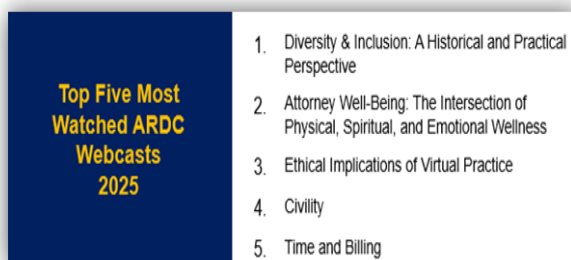 Top Five Most
Watched ARDC
Webcasts
2025
1. Diversity & Inclusion: A Historical and Practical
Perspective
2. Attorney Well-Being: The Intersection of
Physical, Spiritual, and Emotional Wellness
3. Ethical Implications of Virtual Practice
4. Civility
5. Time and Billing